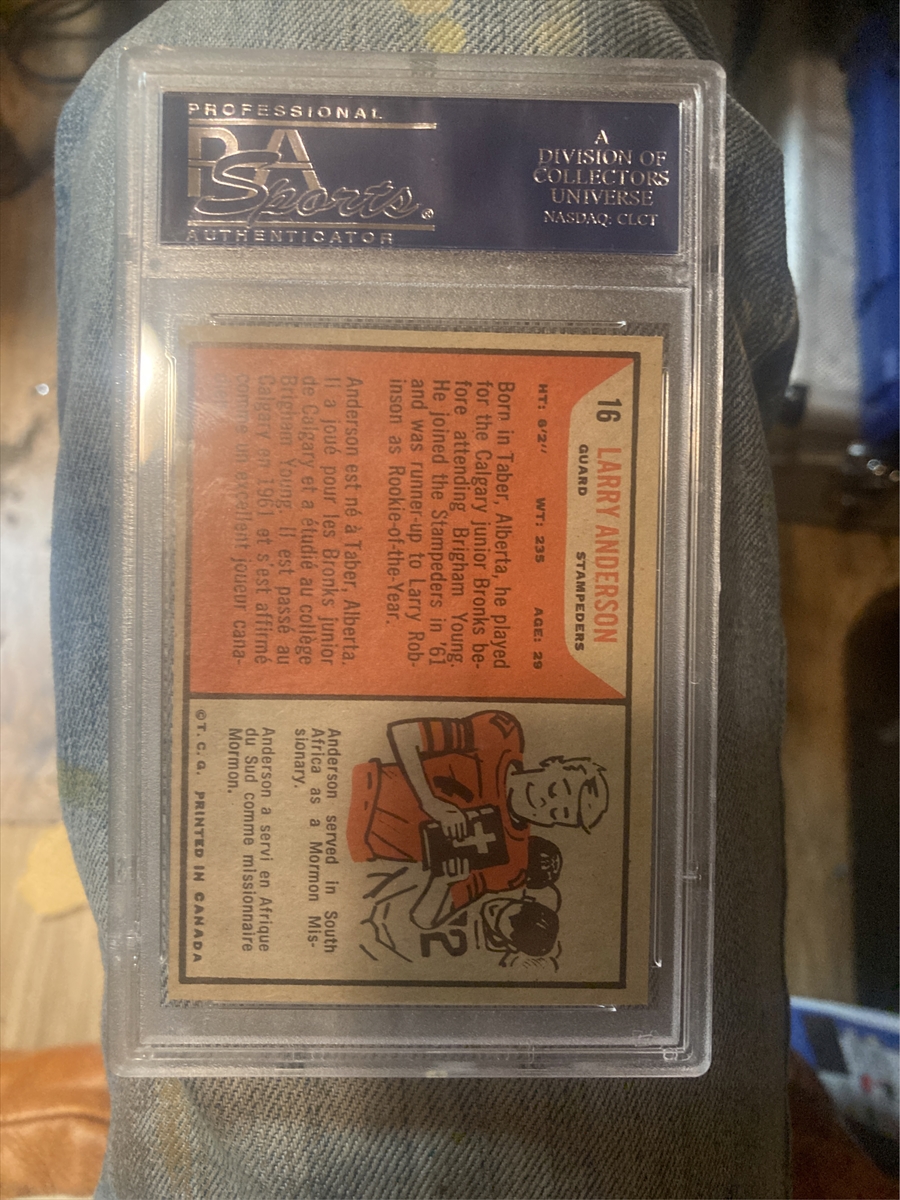 PROFESSIONAL
PSA
Sports®
AUTHENTICATOR
A
DIVISION OF
COLLECTORS
UNIVERSE
NASDAQ: CLCT
16 LARRY ANDERSON
GUARD STAMPEDERS
HT: 6'2" WT: 235 AGE: 29
Born in Taber, Alberta, he played
for the Calgary junior Bronks be-
fore attending Brigham Young.
He joined the Stampeders in '61
and was runner-up to Larry Rob-
inson as Rookie-of-the-Year.
Anderson est né à Taber, Alberta.
Il a joué pour les Bronks junior
de Calgary et a étudié au collège
Brigham Young. Il est passé au
Calgary en 1961 et s'est affirmé
comme un excellent joueur cana-
72
Anderson served in South
Africa as a Mormon Mis-
sionary.
Anderson a servi en Afrique
du Sud comme missionnaire
Mormon.
©T. C. G. PRINTED IN CANADA